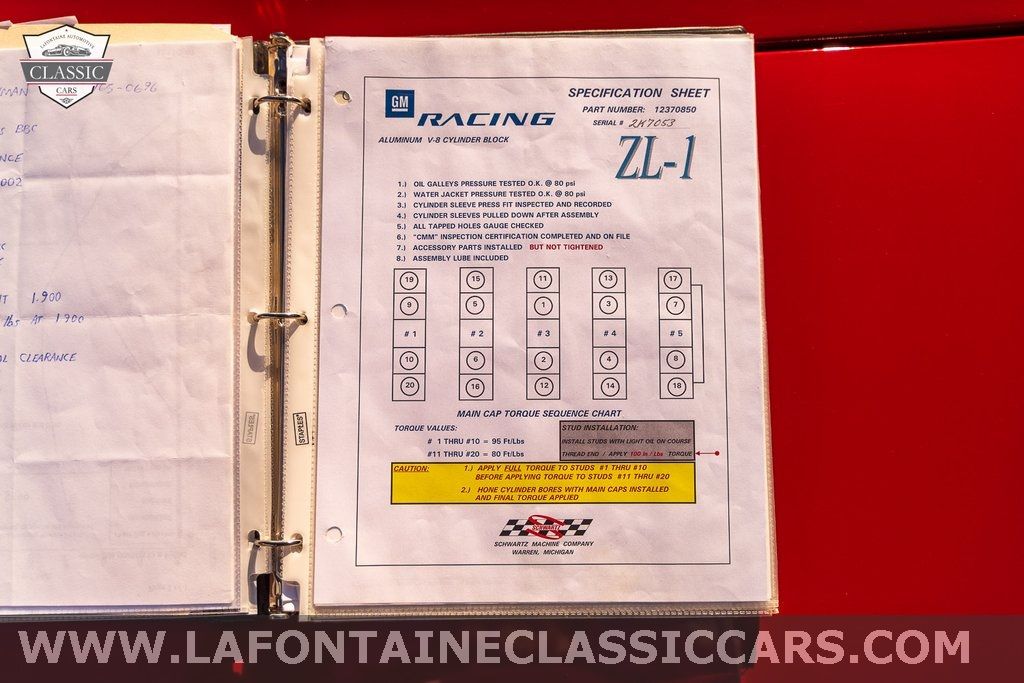 LAFONTAINE AUTOMOTIVE
CLASSIC
CARS
05-0696
BBC
002
1.900
lbs AT 1900
CLEARANCE
STAPLES
GM
RACING
ALUMINUM V-8 CYLINDER BLOCK
SPECIFICATION SHEET
PART NUMBER: 12370850
SERIAL # 2K7053
ZL-1
1.) OIL GALLEYS PRESSURE TESTED O.K. @ 80 psi
2.) WATER JACKET PRESSURE TESTED O.K. @ 80 psi
3.) CYLINDER SLEEVE PRESS FIT INSPECTED AND RECORDED
4.) CYLINDER SLEEVES PULLED DOWN AFTER ASSEMBLY
5.) ALL TAPPED HOLES GAUGE CHECKED
6.) "CMM" INSPECTION CERTIFICATION COMPLETED AND ON FILE
7.) ACCESSORY PARTS INSTALLED BUT NOT TIGHTENED
8.) ASSEMBLY LUBE INCLUDED
19 15 11 13 17
9 5 1 3 7
# 1 # 2 # 3 # 4 # 5
10 6 2 4 8
20 16 12 14 18
MAIN CAP TORQUE SEQUENCE CHART
TORQUE VALUES:
# 1 THRU #10 = 95 Ft/Lbs
#11 THRU #20 = 80 Ft/Lbs
STUD INSTALLATION:
INSTALL STUDS WITH LIGHT OIL ON COURSE
THREAD END / APPLY 100 In / Lbs TORQUE
CAUTION: 1.) APPLY FULL TORQUE TO STUDS #1 THRU #10
BEFORE APPLYING TORQUE TO STUDS #11 THRU #20
2.) HONE CYLINDER BORES WITH MAIN CAPS INSTALLED
AND FINAL TORQUE APPLIED
SCHWARTZ
SCHWARTZ MACHINE COMPANY
WARREN, MICHIGAN
WWW.LAFONTAINECLASSICCARS.COM